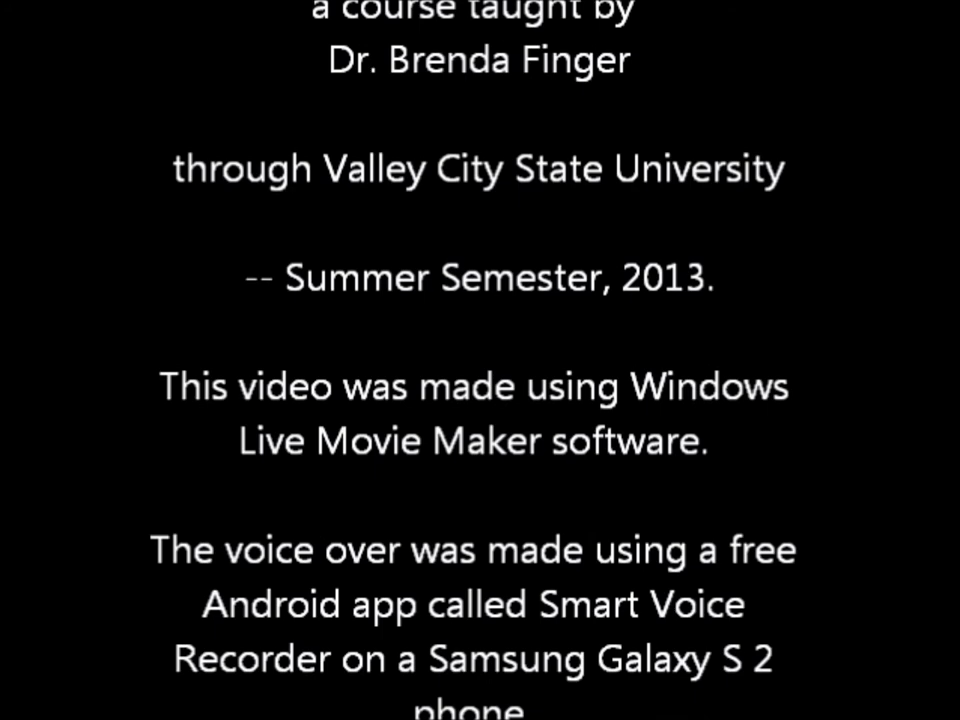 a course taught by
Dr. Brenda Finger
through Valley City State University
-- Summer Semester, 2013.
This video was made using Windows
Live Movie Maker software.
The voice over was made using a free
Android app called Smart Voice
Recorder on a Samsung Galaxy S 2
phone